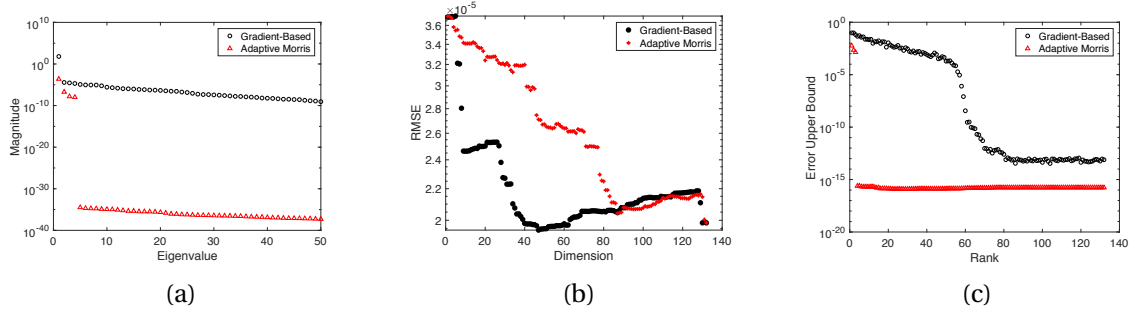 10^10
10^0
10^-10
10^-20
10^-30
10^-40
Magnitude
0 10 20 30 40 50
Eigenvalue
Gradient-Based
Adaptive Morris
(a)
×10^-5
3.6
3.4
3.2
3
2.8
2.6
2.4
2.2
2
RMSE
0 20 40 60 80 100 120 140
Dimension
Gradient-Based
Adaptive Morris
(b)
10^0
10^-5
10^-10
10^-15
10^-20
Error Upper Bound
0 20 40 60 80 100 120 140
Rank
Gradient-Based
Adaptive Morris
(c)